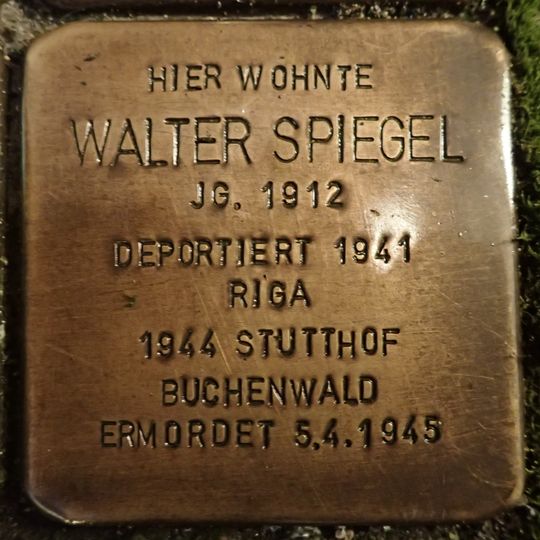 HIER WOHNTE
WALTER SPIEGEL
JG. 1912
DEPORTIERT 1941
RIGA
1944 STUTTHOF
BUCHENWALD
ERMORDET 5.4.1945